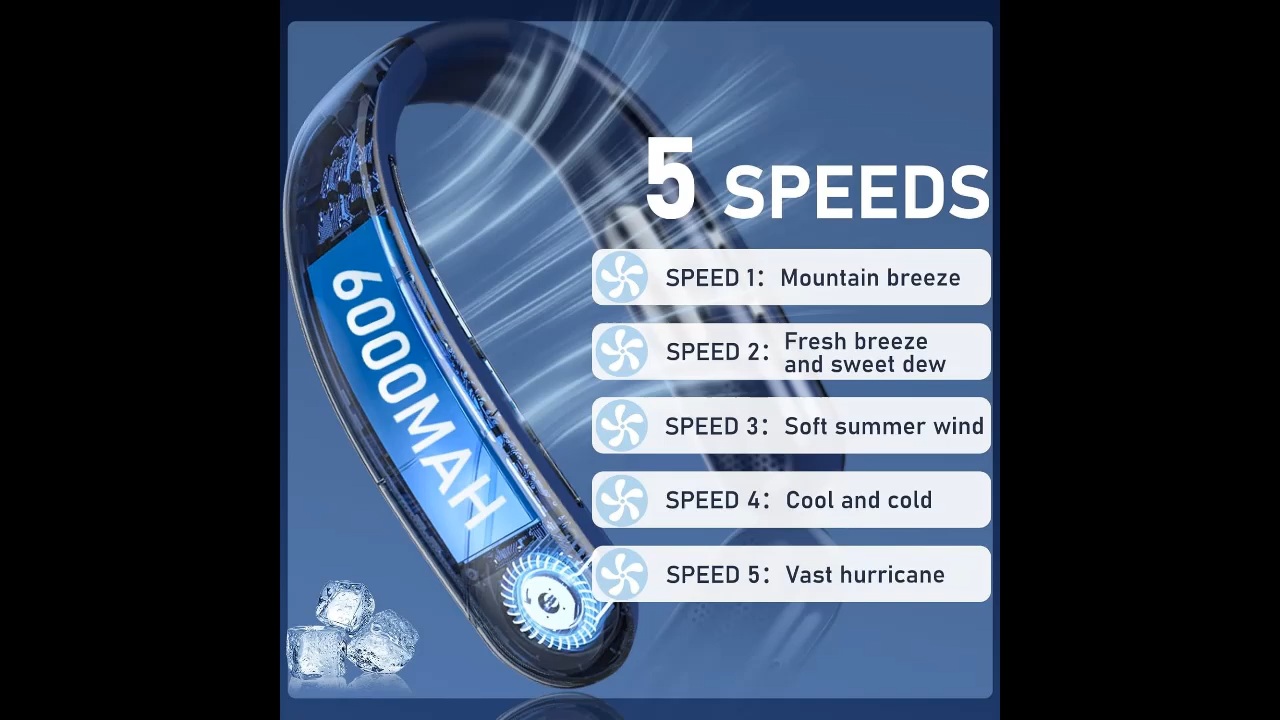 5 SPEEDS
6000MAH
SPEED 1: Mountain breeze
SPEED 2: Fresh breeze
and sweet dew
SPEED 3: Soft summer wind
SPEED 4: Cool and cold
SPEED 5: Vast hurricane